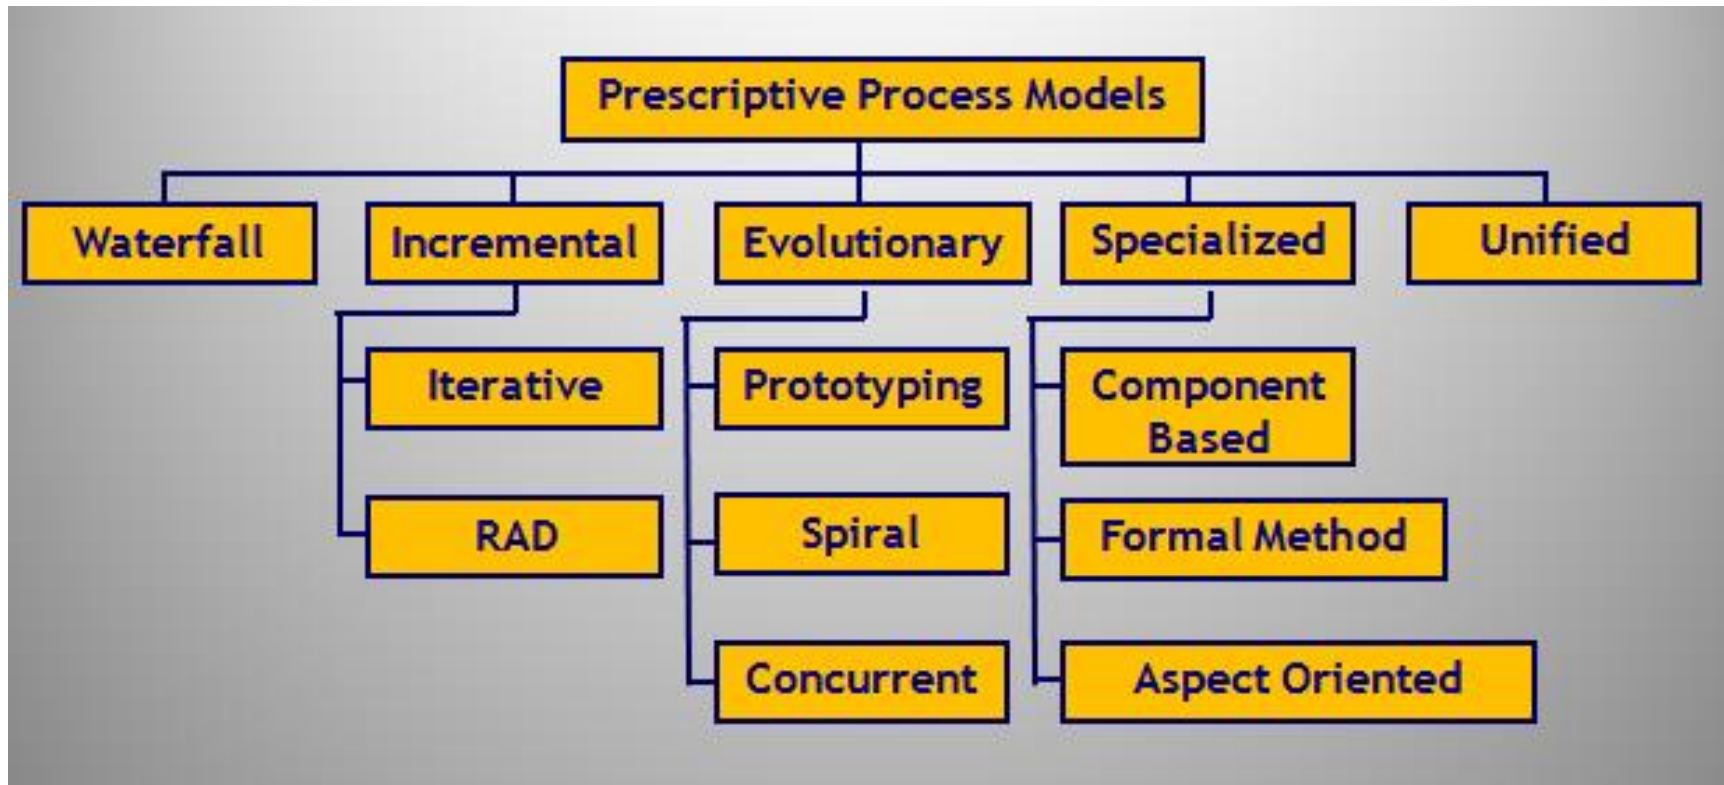 Prescriptive Process Models
Waterfall
Incremental
Evolutionary
Specialized
Unified
Iterative
RAD
Prototyping
Spiral
Concurrent
Component
Based
Formal Method
Aspect Oriented